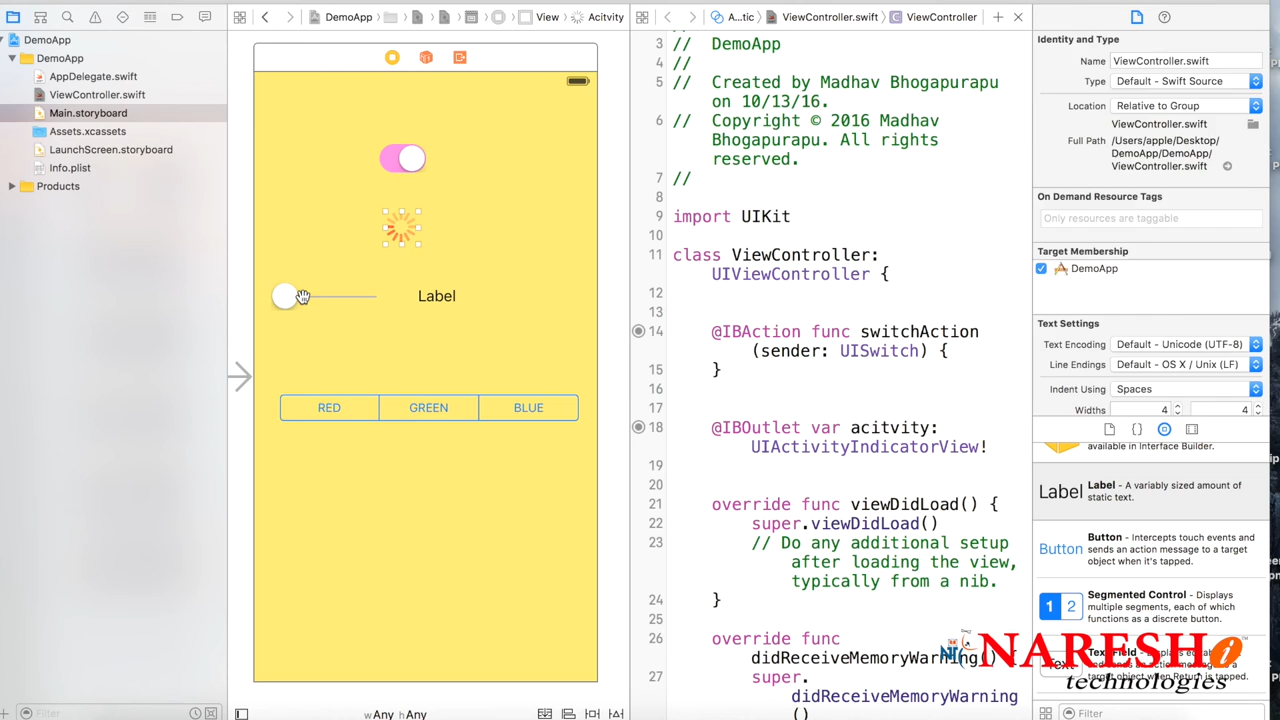 DemoApp
DemoApp
AppDelegate.swift
ViewController.swift
Main.storyboard
Assets.xcassets
LaunchScreen.storyboard
Info.plist
Products
Filter
DemoApp
View
Acitvity
Label
RED GREEN BLUE
wAny hAny
A...tic
ViewController.swift
ViewController
3 // DemoApp
4 //
5 // Created by Madhav Bhogapurapu
on 10/13/16.
6 // Copyright © 2016 Madhav
Bhogapurapu. All rights
reserved.
7 //
8
9 import UIKit
10
11 class ViewController:
UIViewController {
12
13
14 @IBAction func switchAction
(sender: UISwitch) {
15 }
16
17
18 @IBOutlet var acitvity:
UIActivityIndicatorView!
19
20
21 override func viewDidLoad() {
22 super.viewDidLoad()
23 // Do any additional setup
after loading the view,
typically from a nib.
24 }
25
26 override func
didReceiveMemoryWarning() {
27 super.
didReceiveMemoryWarning
()
Identity and Type
Name ViewController.swift
Type Default - Swift Source
Location Relative to Group
ViewController.swift
Full Path /Users/apple/Desktop/
DemoApp/DemoApp/
ViewController.swift
On Demand Resource Tags
Only resources are taggable
Target Membership
DemoApp
Text Settings
Text Encoding Default - Unicode (UTF-8)
Line Endings Default - OS X / Unix (LF)
Indent Using Spaces
Widths 4 4
available in Interface Builder.
Label Label - A variably sized amount of
static text.
Button Button - Intercepts touch events and
sends an action message to a target
object when it's tapped.
1 2 Segmented Control - Displays
multiple segments, each of which
functions as a discrete button.
Text
object when Return is tapped.
NARESH i
technologies
Filter